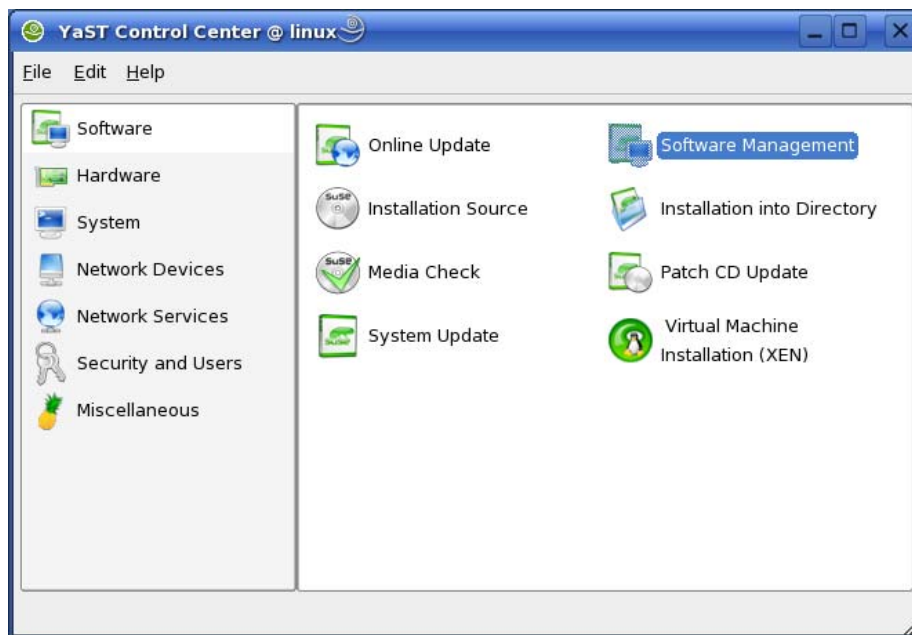 YaST Control Center @ linux
File Edit Help
Software
Hardware
System
Network Devices
Network Services
Security and Users
Miscellaneous
Online Update
Software Management
SUSE
Installation Source
Installation into Directory
SUSE
Media Check
Patch CD Update
System Update
Virtual Machine
Installation (XEN)